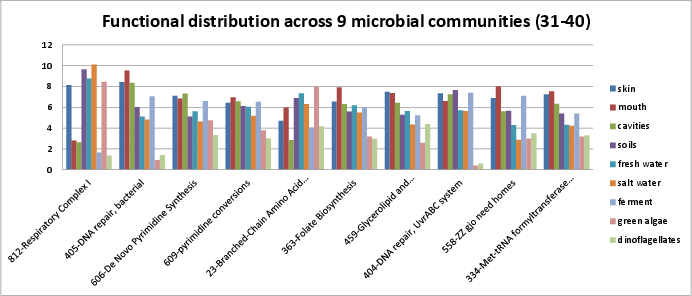 Functional distribution across 9 microbial communities (31-40)
12
10
8
6
4
2
0
812-Respiratory Complex I
405-DNA repair, bacterial
606-De Novo Pyrimidine Synthesis
609-pyrimidine conversions
23-Branched-Chain Amino Acid...
363-Folate Biosynthesis
459-Glycerolipid and...
404-DNA repair, UvrABC system
558-ZZ gjo need homes
334-Met-tRNA formyltransferase...
skin
mouth
cavities
soils
fresh water
salt water
ferment
green algae
dinoflagellates